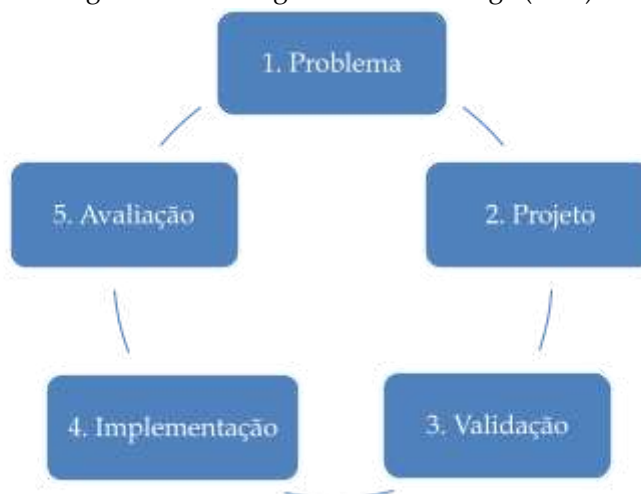 1. Problema
5. Avaliação
2. Projeto
4. Implementação
3. Validação